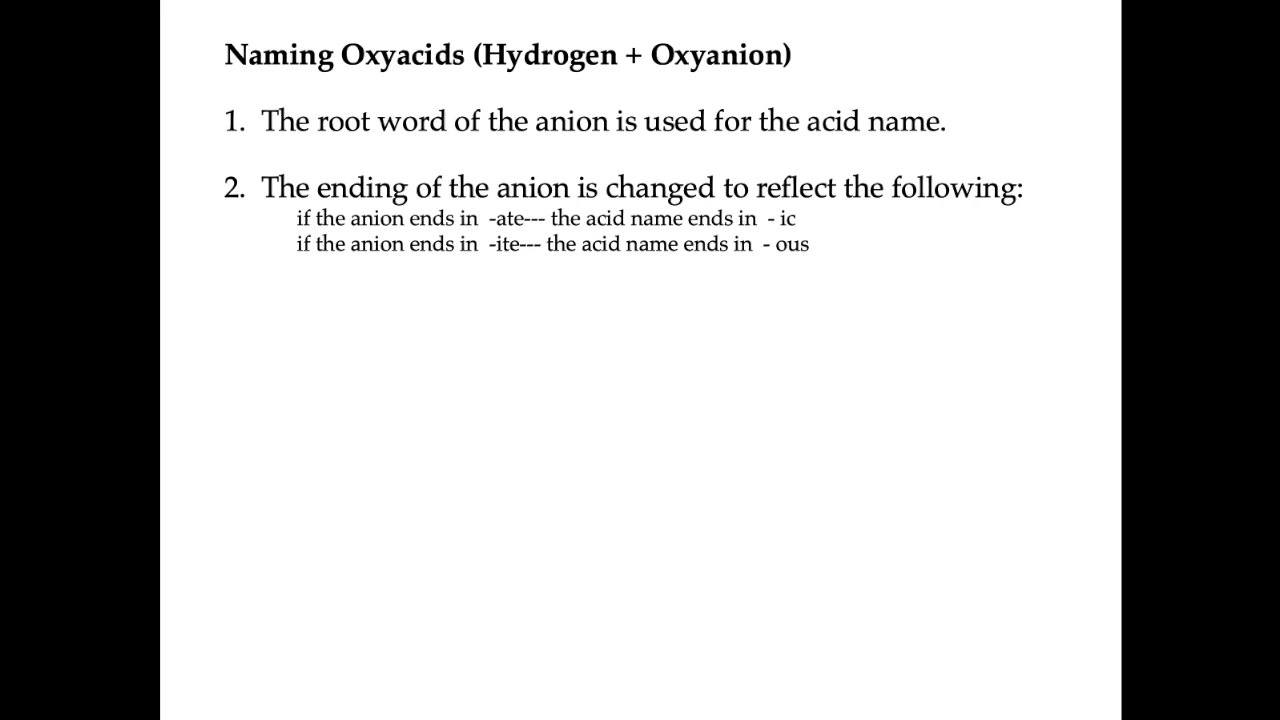 Naming Oxyacids (Hydrogen + Oxyanion)
1. The root word of the anion is used for the acid name.
2. The ending of the anion is changed to reflect the following:
if the anion ends in -ate--- the acid name ends in - ic
if the anion ends in -ite--- the acid name ends in - ous